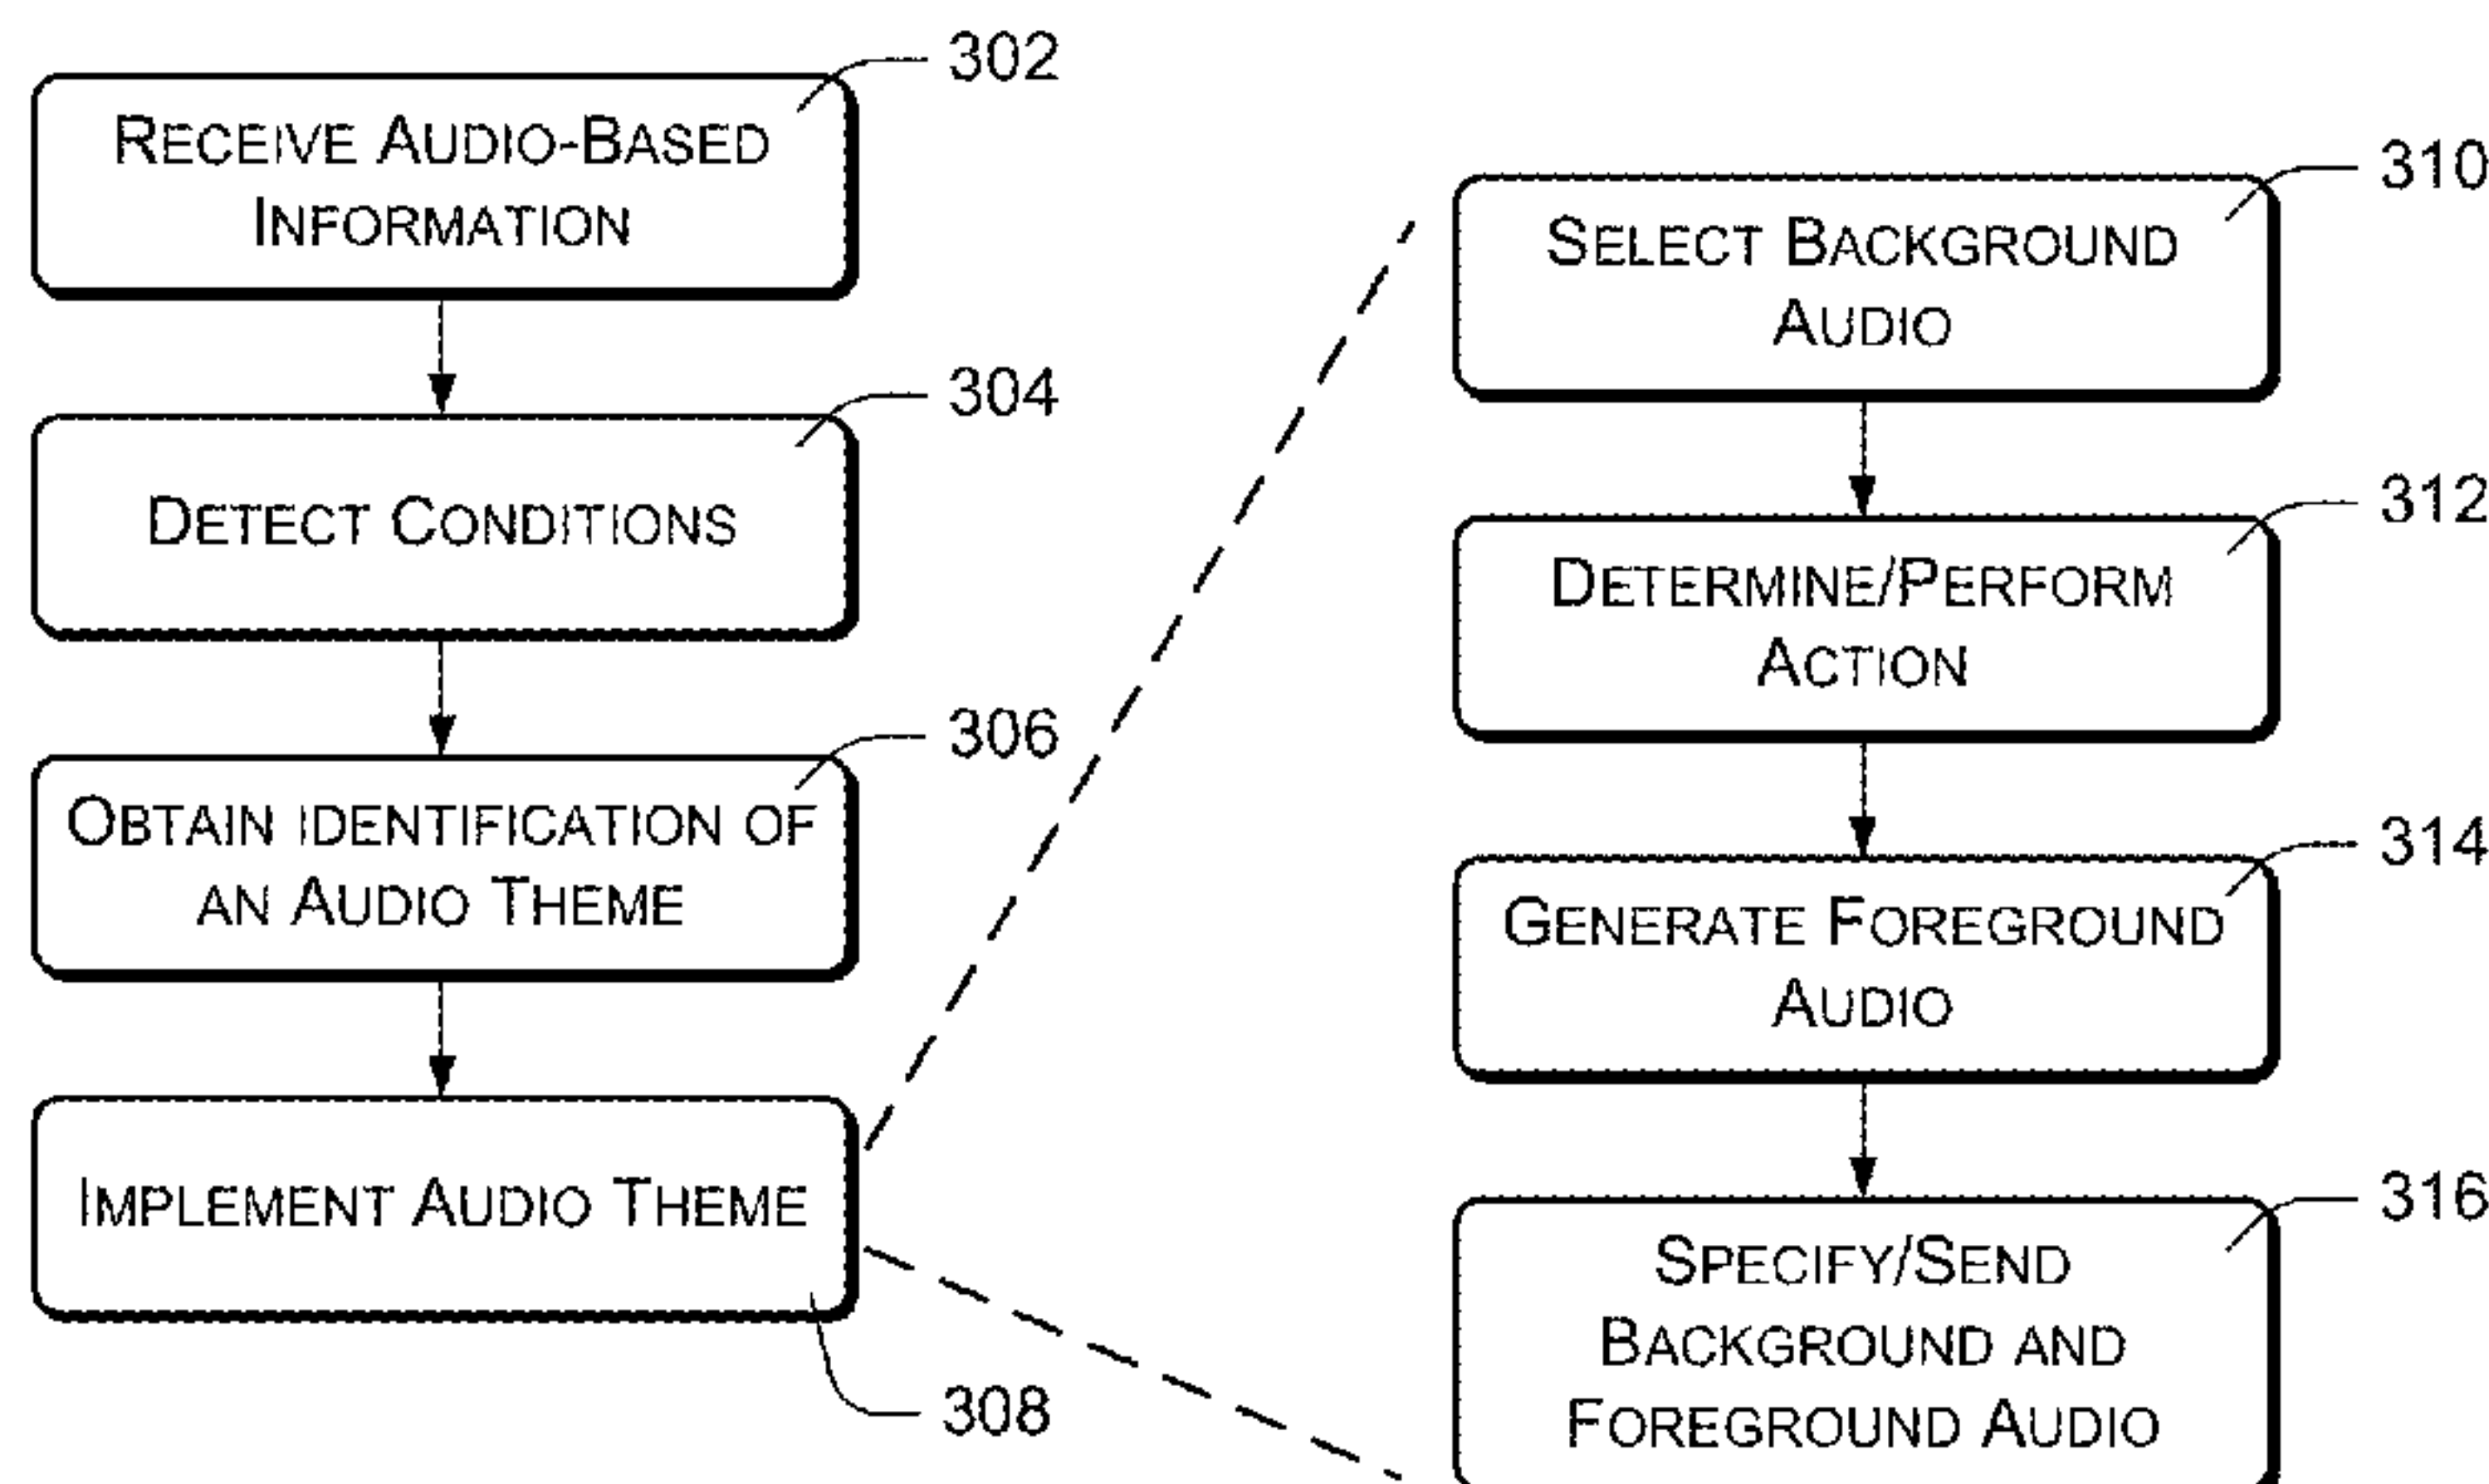 302
RECEIVE AUDIO-BASED
INFORMATION
304
DETECT CONDITIONS
306
OBTAIN IDENTIFICATION OF
AN AUDIO THEME
IMPLEMENT AUDIO THEME
308
310
SELECT BACKGROUND
AUDIO
312
DETERMINE/PERFORM
ACTION
314
GENERATE FOREGROUND
AUDIO
316
SPECIFY/SEND
BACKGROUND AND
FOREGROUND AUDIO